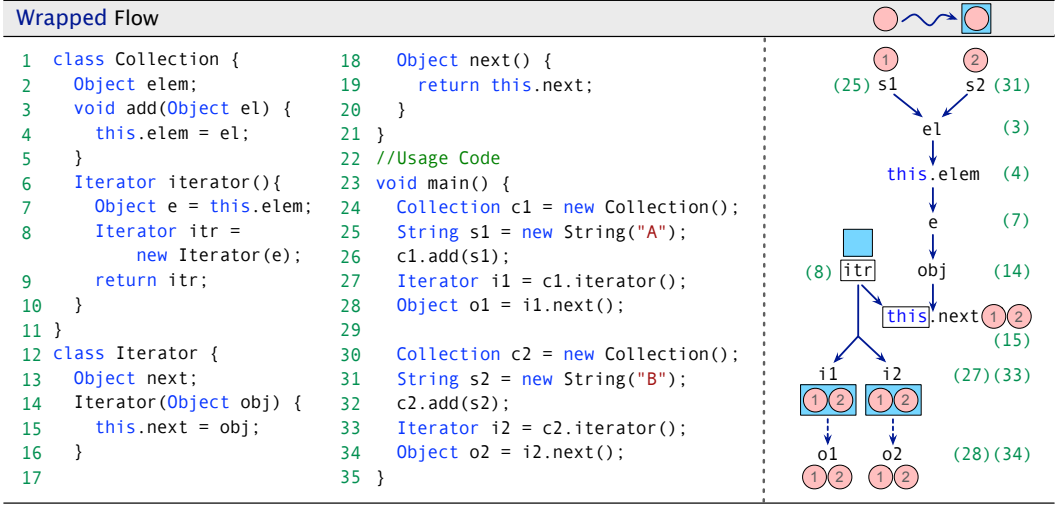 Wrapped Flow
1 class Collection {
2 Object elem;
3 void add(Object el) {
4 this.elem = el;
5 }
6 Iterator iterator(){
7 Object e = this.elem;
8 Iterator itr =
new Iterator(e);
9 return itr;
10 }
11 }
12 class Iterator {
13 Object next;
14 Iterator(Object obj) {
15 this.next = obj;
16 }
17
18 Object next() {
19 return this.next;
20 }
21 }
22 //Usage Code
23 void main() {
24 Collection c1 = new Collection();
25 String s1 = new String("A");
26 c1.add(s1);
27 Iterator i1 = c1.iterator();
28 Object o1 = i1.next();
29
30 Collection c2 = new Collection();
31 String s2 = new String("B");
32 c2.add(s2);
33 Iterator i2 = c2.iterator();
34 Object o2 = i2.next();
35 }
1 2
(25) s1 s2 (31)
el (3)
this.elem (4)
e (7)
(8) itr obj (14)
this.next 1 2
(15)
i1 i2 (27)(33)
1 2 1 2
o1 o2 (28)(34)
1 2 1 2